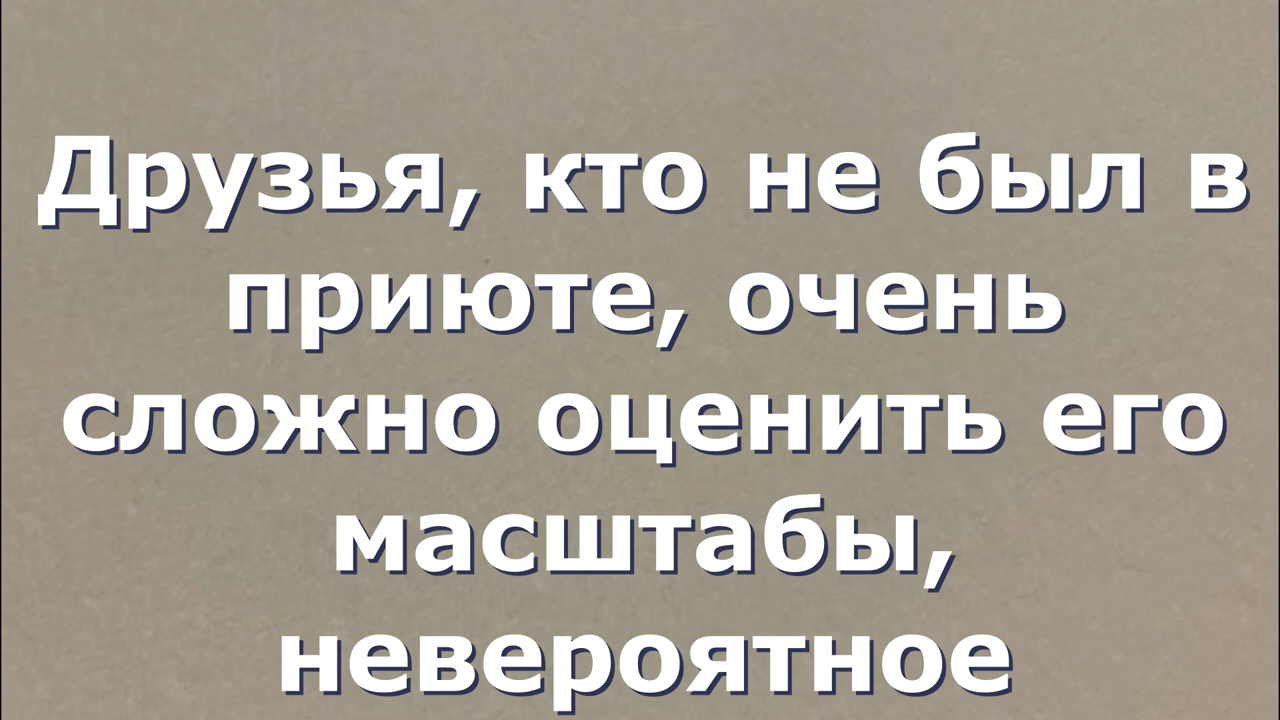 Друзья, кто не был в
приюте, очень
сложно оценить его
масштабы,
невероятное